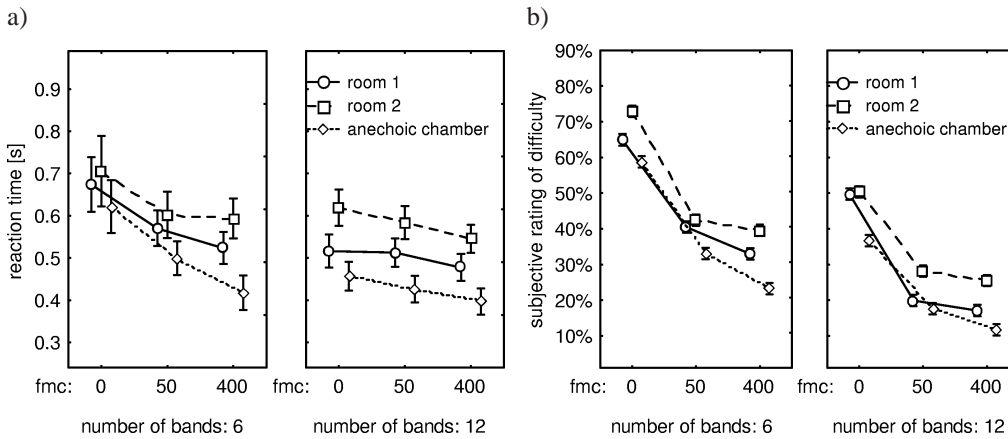 a)
reaction time [s]
0.9
0.8
0.7
0.6
0.5
0.4
0.3
room 1
room 2
anechoic chamber
fmc: 0 50 400 0 50 400
number of bands: 6 number of bands: 12
b)
subjective rating of difficulty
90%
80%
70%
60%
50%
40%
30%
20%
10%
room 1
room 2
anechoic chamber
fmc: 0 50 400 0 50 400
number of bands: 6 number of bands: 12